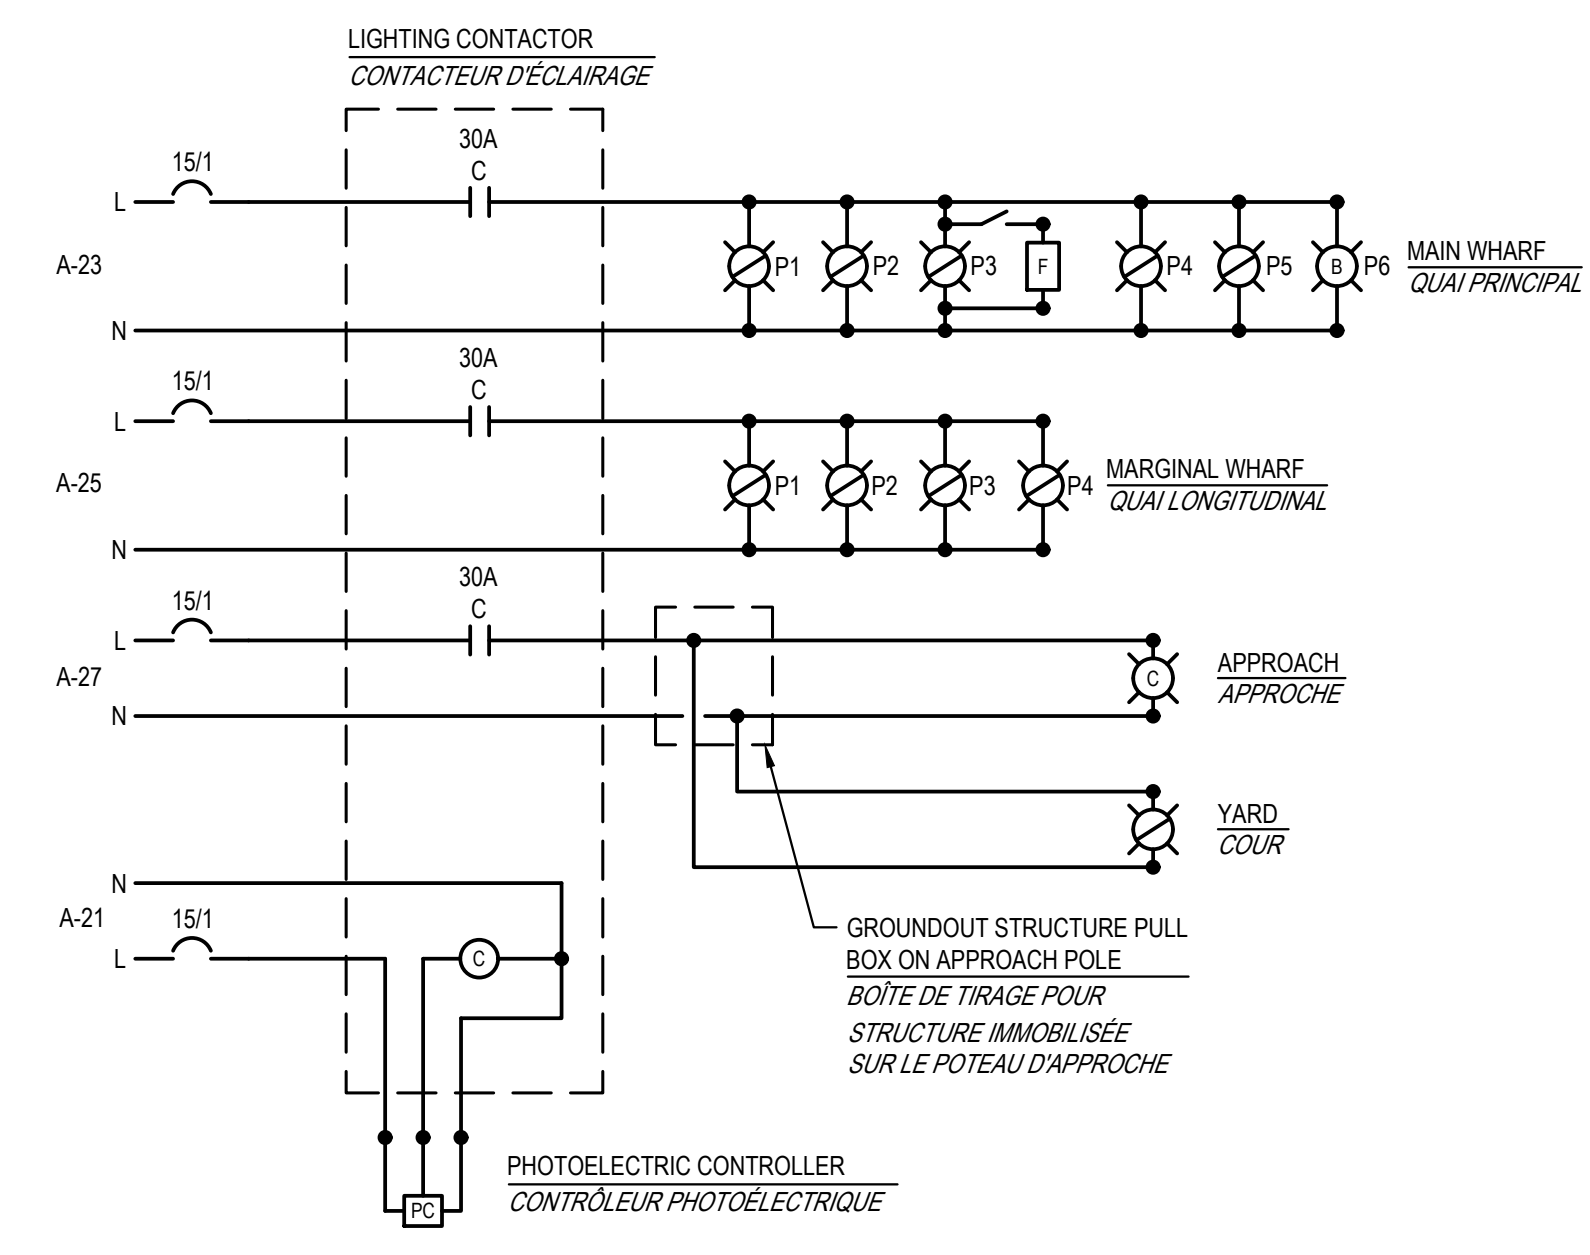 LIGHTING CONTACTOR
CONTACTEUR D'ÉCLAIRAGE
30A
C
15/1
L
A-23
N
P1
P2
P3
F
P4
P5
B
P6
MAIN WHARF
QUAI PRINCIPAL
30A
C
15/1
L
A-25
N
P1
P2
P3
P4
MARGINAL WHARF
QUAI LONGITUDINAL
30A
C
15/1
L
A-27
N
C
APPROACH
APPROCHE
YARD
COUR
N
A-21
15/1
L
C
GROUNDOUT STRUCTURE PULL
BOX ON APPROACH POLE
BOÎTE DE TIRAGE POUR
STRUCTURE IMMOBILISÉE
SUR LE POTEAU D'APPROCHE
PHOTOELECTRIC CONTROLLER
CONTRÔLEUR PHOTOÉLECTRIQUE
PC